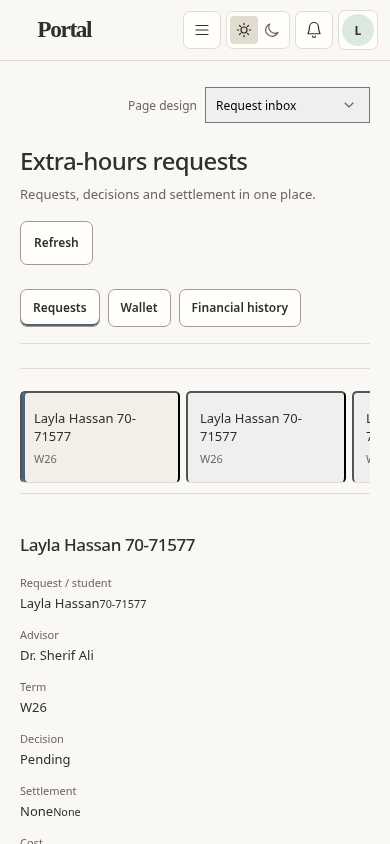 Portal
L
Page design
Request inbox
Extra-hours requests
Requests, decisions and settlement in one place.
Refresh
Requests
Wallet
Financial history
Layla Hassan 70-
71577
W26
Layla Hassan 70-
71577
W26
Layla Hassan 70-71577
Request / student
Layla Hassan70-71577
Advisor
Dr. Sherif Ali
Term
W26
Decision
Pending
Settlement
NoneNone
Cost